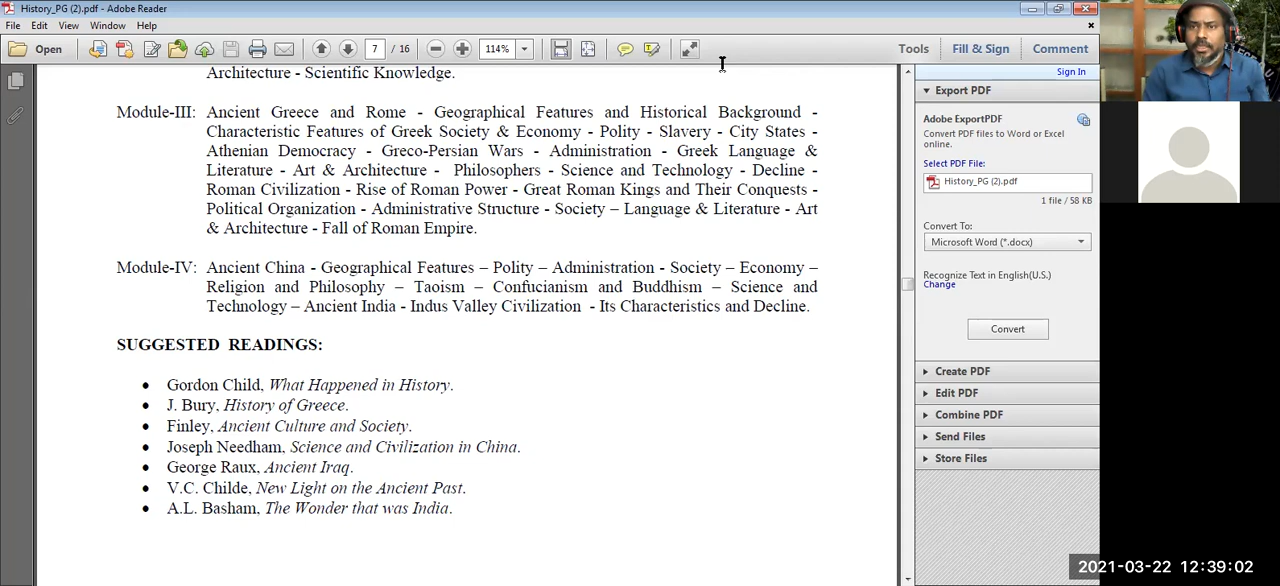 History_PG (2).pdf - Adobe Reader
File Edit View Window Help
Open 7 / 16 114% Tools Fill & Sign Comment
Sign In
Architecture - Scientific Knowledge.
Module-III: Ancient Greece and Rome - Geographical Features and Historical Background -
Characteristic Features of Greek Society & Economy - Polity - Slavery - City States -
Athenian Democracy - Greco-Persian Wars - Administration - Greek Language &
Literature - Art & Architecture - Philosophers - Science and Technology - Decline -
Roman Civilization - Rise of Roman Power - Great Roman Kings and Their Conquests -
Political Organization - Administrative Structure - Society – Language & Literature - Art
& Architecture - Fall of Roman Empire.
Module-IV: Ancient China - Geographical Features – Polity – Administration - Society – Economy –
Religion and Philosophy – Taoism – Confucianism and Buddhism – Science and
Technology – Ancient India - Indus Valley Civilization - Its Characteristics and Decline.
SUGGESTED READINGS:
• Gordon Child, What Happened in History.
• J. Bury, History of Greece.
• Finley, Ancient Culture and Society.
• Joseph Needham, Science and Civilization in China.
• George Raux, Ancient Iraq.
• V.C. Childe, New Light on the Ancient Past.
• A.L. Basham, The Wonder that was India.
Export PDF
Adobe ExportPDF
Convert PDF files to Word or Excel
online.
Select PDF File:
History_PG (2).pdf
1 file / 58 KB
Convert To:
Microsoft Word (*.docx)
Recognize Text in English(U.S.)
Change
Convert
Create PDF
Edit PDF
Combine PDF
Send Files
Store Files
2021-03-22 12:39:02